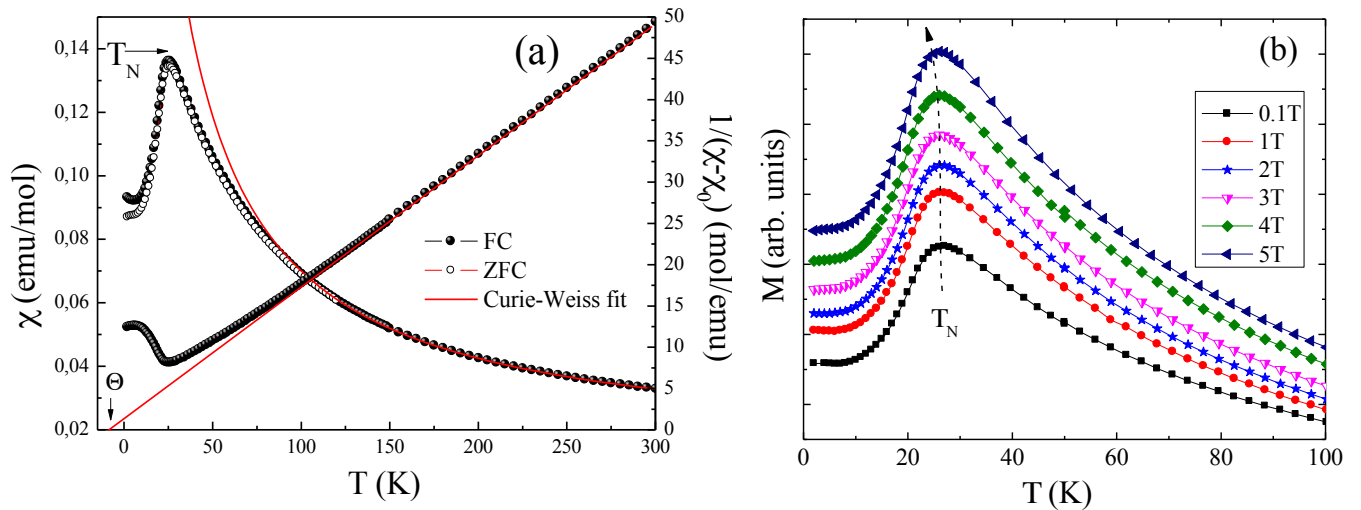 (a)
T_N
0,14
0,12
0,10
0,08
0,06
0,04
0,02
χ (emu/mol)
Θ
FC
ZFC
Curie-Weiss fit
50
45
40
35
30
25
20
15
10
5
0
1/(χ-χ_0) (mol/emu)
0 50 100 150 200 250 300
T (K)
(b)
0.1T
1T
2T
3T
4T
5T
T_N
M (arb. units)
0 20 40 60 80 100
T (K)